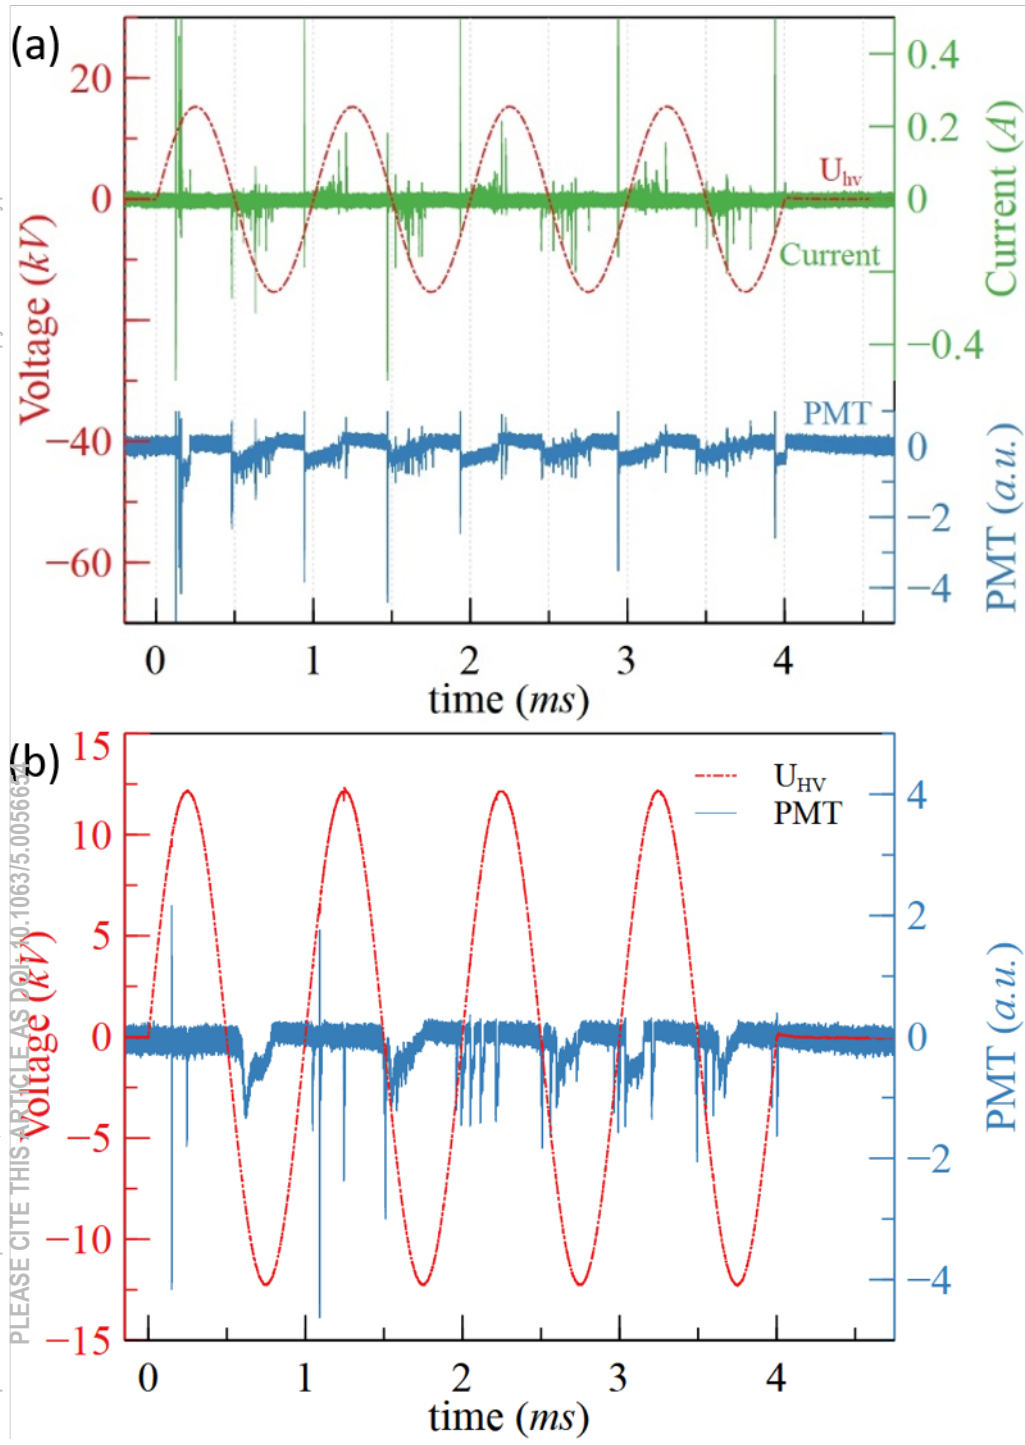 (a)
20
0
−40
−60
Voltage (kV)
0.4
0.2
0
−0.4
Current (A)
U_hv
Current
PMT
0
−2
−4
PMT (a.u.)
0 1 2 3 4
time (ms)
(b)
15
10
5
0
−5
−10
−15
Voltage (kV)
U_HV
PMT
4
2
0
−2
−4
PMT (a.u.)
0 1 2 3 4
time (ms)
PLEASE CITE THIS ARTICLE AS DOI: 10.1063/5.0056654